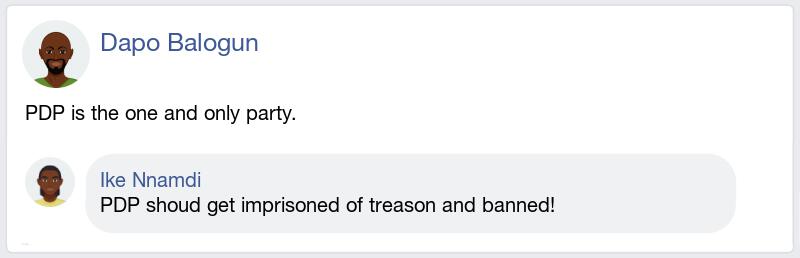 Dapo Balogun
PDP is the one and only party.
Ike Nnamdi
PDP shoud get imprisoned of treason and banned!